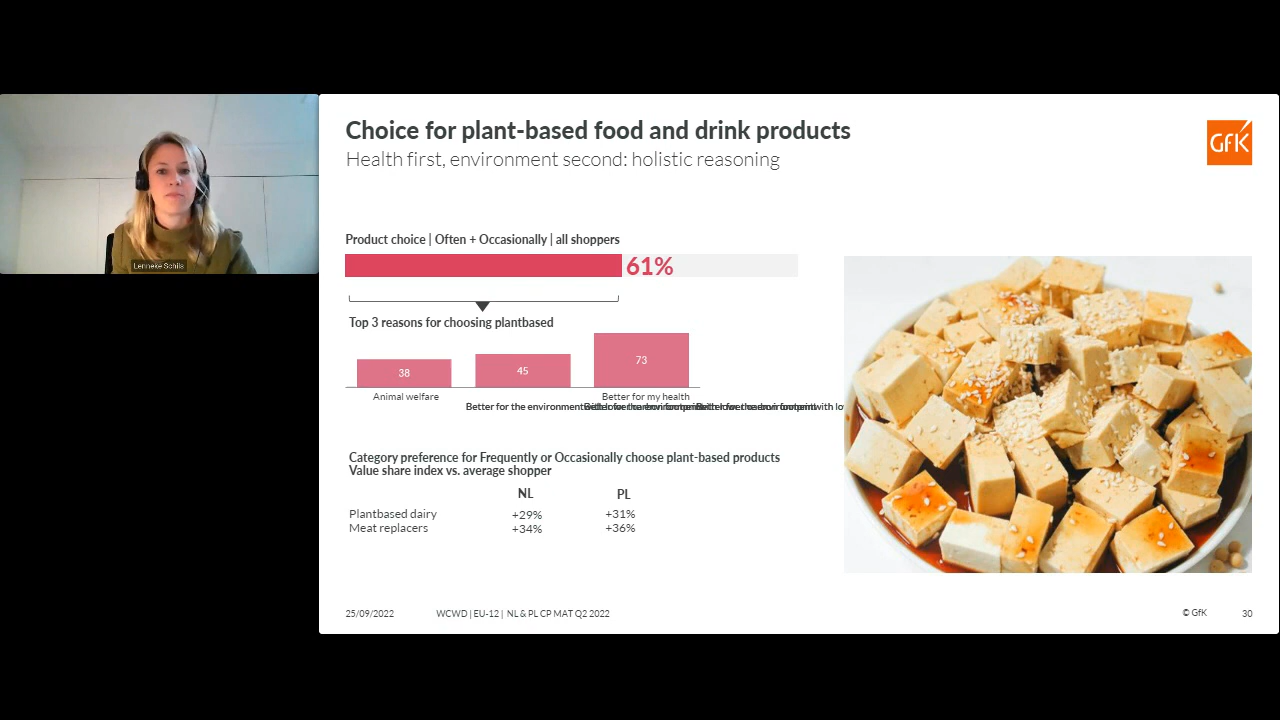 Choice for plant-based food and drink products
Health first, environment second: holistic reasoning
GfK
Lenneke Schils
Product choice | Often + Occasionally | all shoppers
61%
Top 3 reasons for choosing plantbased
38
45
73
Animal welfare
Better for my health
Better for the environment
Category preference for Frequently or Occasionally choose plant-based products
Value share index vs. average shopper
NL PL
Plantbased dairy +29% +31%
Meat replacers +34% +36%
25/09/2022 WCWD | EU-12 | NL & PL CP MAT Q2 2022 © GfK 30